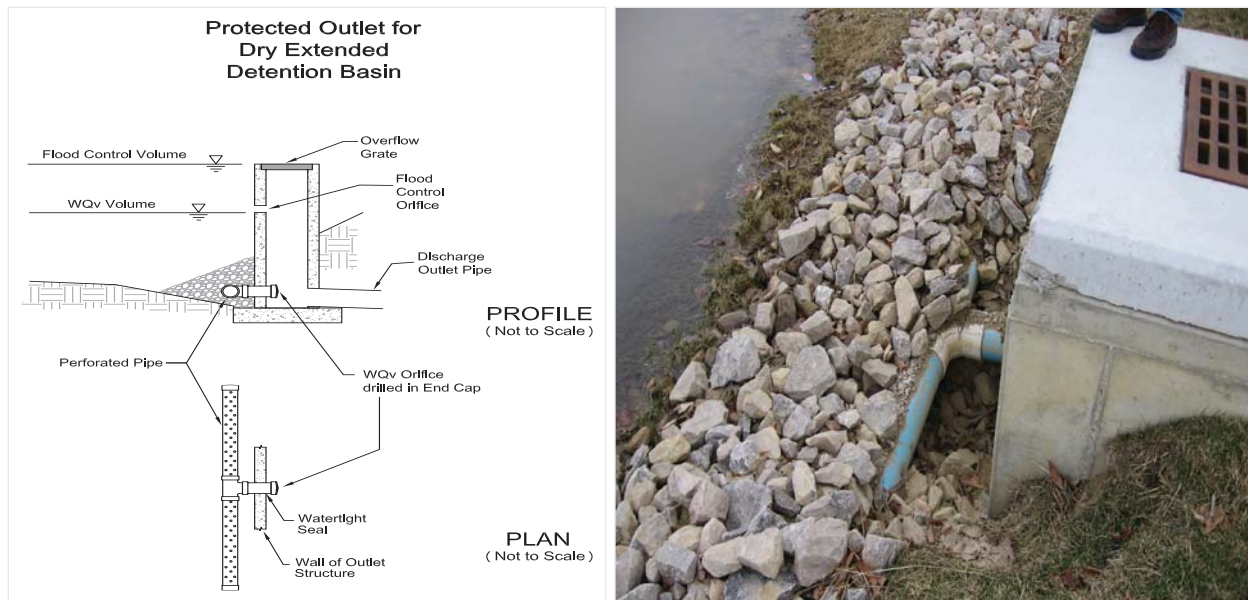 Protected Outlet for
Dry Extended
Detention Basin
Overflow
Grate
Flood Control Volume
Flood
Control
Orifice
WQv Volume
Discharge
Outlet Pipe
PROFILE
(Not to Scale)
Perforated Pipe
WQv Orifice
drilled in End Cap
Watertight
Seal
PLAN
(Not to Scale)
Wall of Outlet
Structure